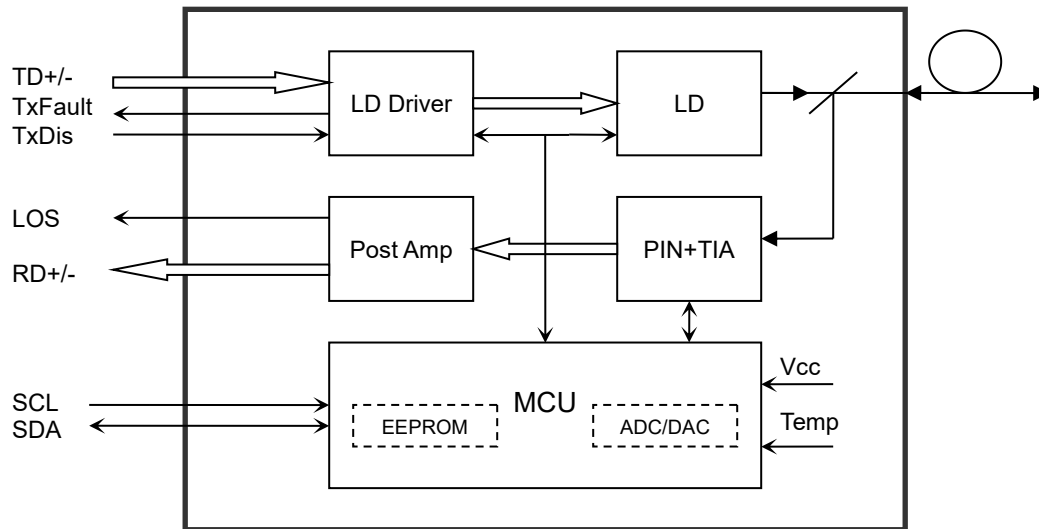 TD+/-
TxFault
TxDis
LD Driver
LD
LOS
RD+/-
Post Amp
PIN+TIA
SCL
SDA
MCU
EEPROM
ADC/DAC
Vcc
Temp